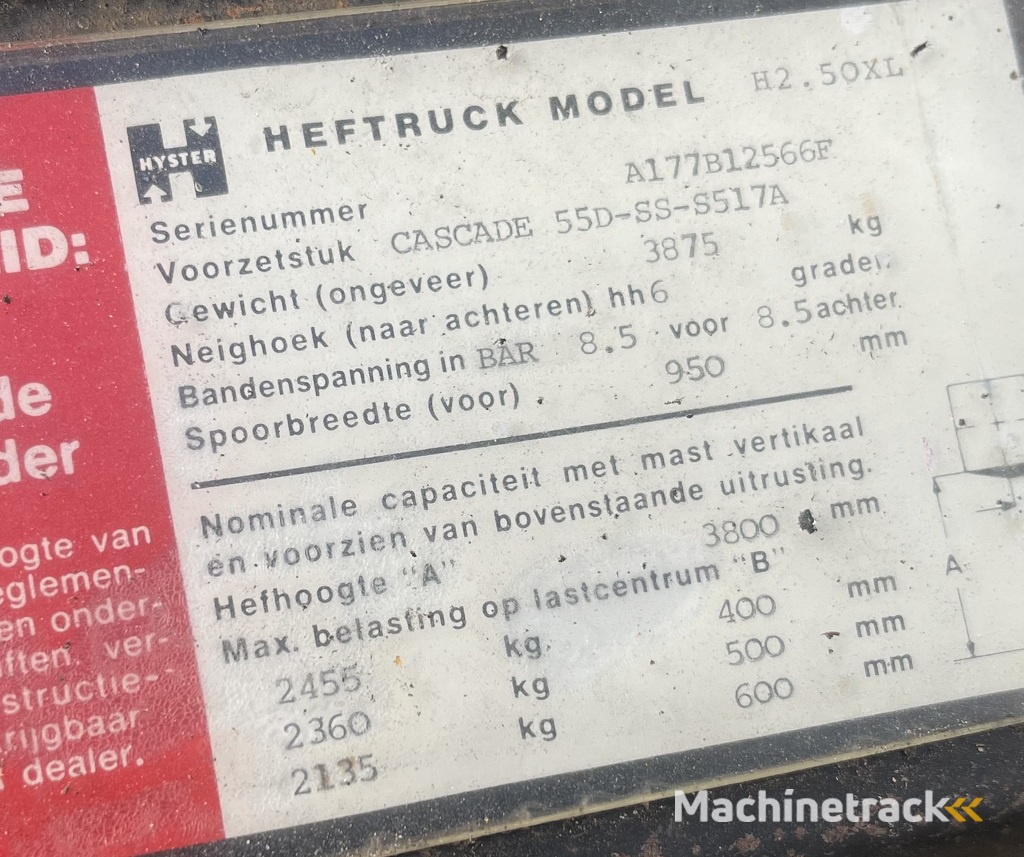 E
ID:
de
der
ogte van
eglemen-
en onder-
iften. ver-
structie-
rijgbaar
dealer.
HYSTER
HEFTRUCK MODEL H2.50XL
Serienummer A177B12566F
Voorzetstuk CASCADE 55D-SS-S517A
Gewicht (ongeveer) 3875 kg
Neighoek (naar achteren) hh6 graden.
Bandenspanning in BAR 8.5 voor 8.5 achter.
Spoorbreedte (voor) 950 mm
Nominale capaciteit met mast vertikaal
en voorzien van bovenstaande uitrusting.
Hefhoogte "A" 3800 mm
Max. belasting op lastcentrum "B"
2455 kg 400 mm
2360 kg 500 mm
2135 kg 600 mm
A
Machinetrack